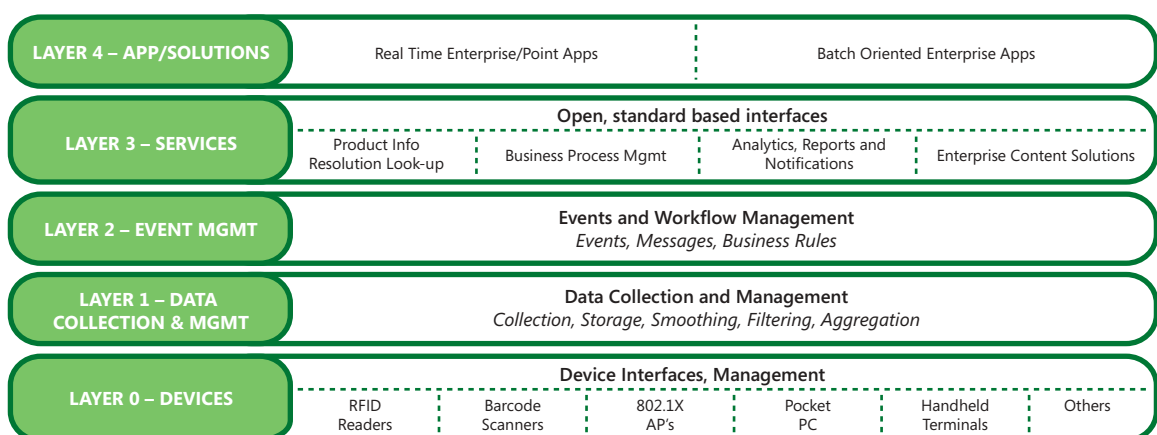 LAYER 4 – APP/SOLUTIONS
Real Time Enterprise/Point Apps
Batch Oriented Enterprise Apps
LAYER 3 – SERVICES
Open, standard based interfaces
Product Info
Resolution Look-up
Business Process Mgmt
Analytics, Reports and
Notifications
Enterprise Content Solutions
LAYER 2 – EVENT MGMT
Events and Workflow Management
Events, Messages, Business Rules
LAYER 1 – DATA
COLLECTION & MGMT
Data Collection and Management
Collection, Storage, Smoothing, Filtering, Aggregation
LAYER 0 – DEVICES
Device Interfaces, Management
RFID
Readers
Barcode
Scanners
802.1X
AP's
Pocket
PC
Handheld
Terminals
Others